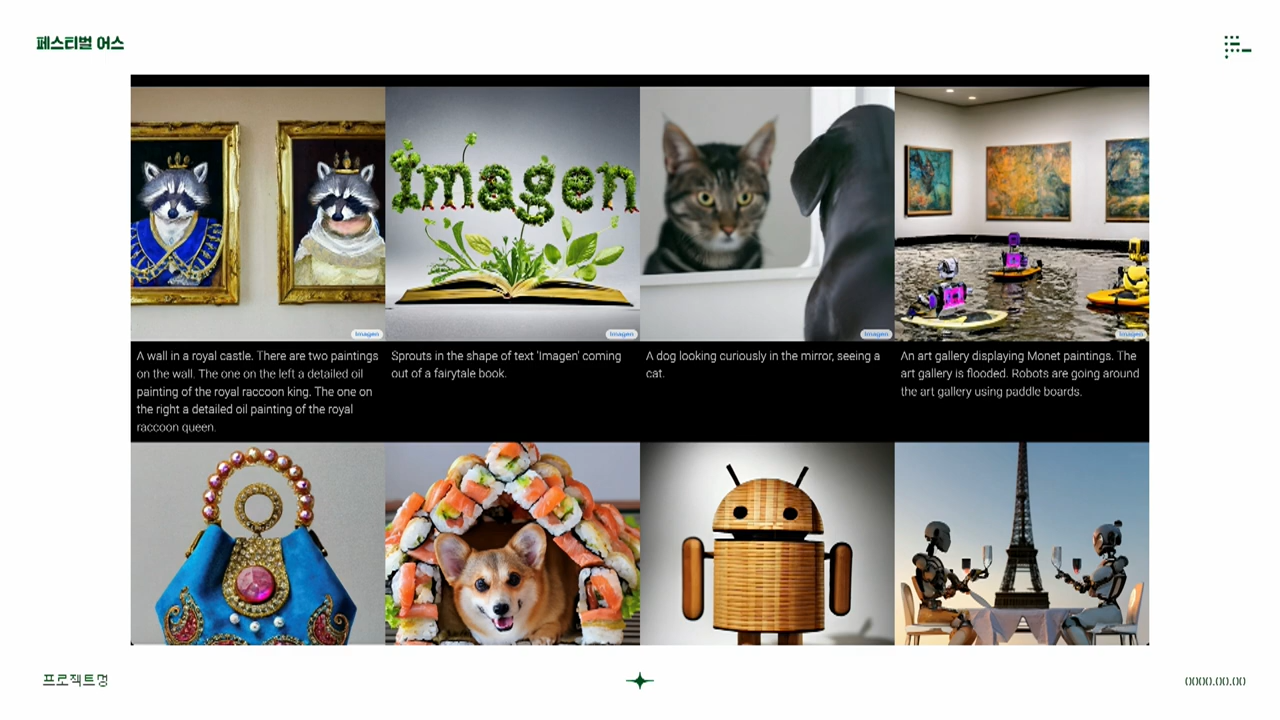 페스티벌 어스
Imagen
Imagen
Imagen
Imagen
Imagen
A wall in a royal castle. There are two paintings
on the wall. The one on the left a detailed oil
painting of the royal raccoon king. The one on
the right a detailed oil painting of the royal
raccoon queen.
Sprouts in the shape of text 'Imagen' coming
out of a fairytale book.
A dog looking curiously in the mirror, seeing a
cat.
An art gallery displaying Monet paintings. The
art gallery is flooded. Robots are going around
the art gallery using paddle boards.
프로젝트명
0000.00.00